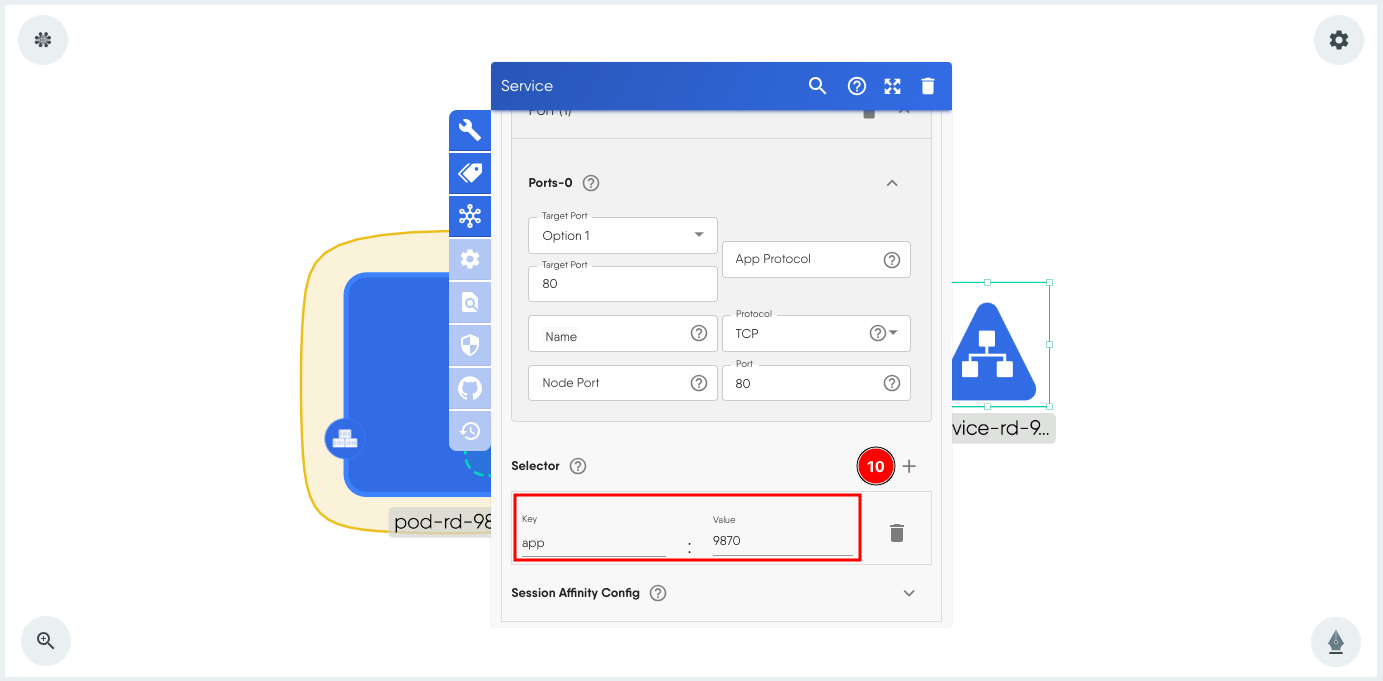 Service
Port (1)
Ports-0
Target Port
Option 1
App Protocol
Target Port
80
Name
Protocol
TCP
Node Port
Port
80
Selector
10
Key
app
:
Value
9870
Session Affinity Config
pod-rd-98
vice-rd-9...